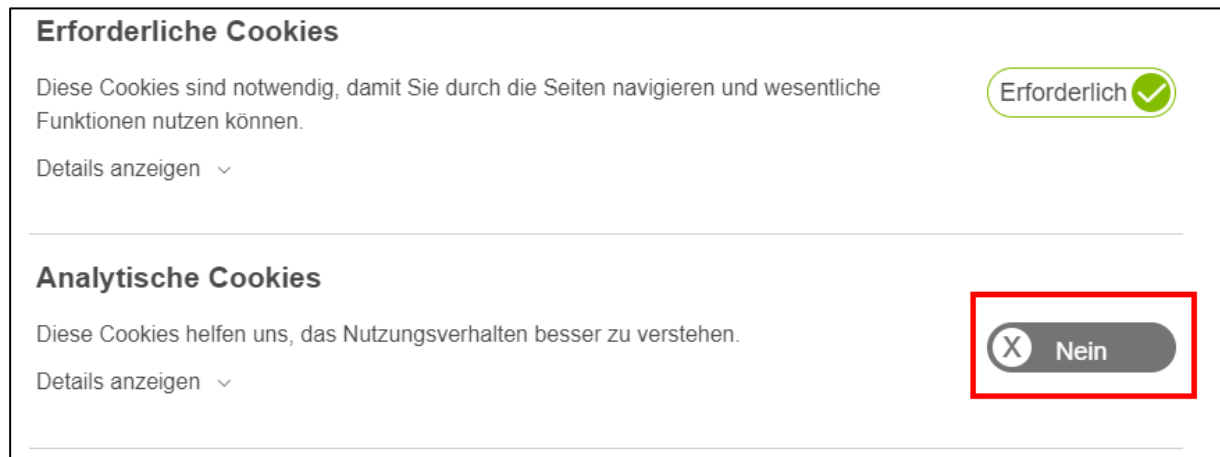 Erforderliche Cookies
Diese Cookies sind notwendig, damit Sie durch die Seiten navigieren und wesentliche
Funktionen nutzen können.
Erforderlich
Details anzeigen
Analytische Cookies
Diese Cookies helfen uns, das Nutzungsverhalten besser zu verstehen.
X Nein
Details anzeigen